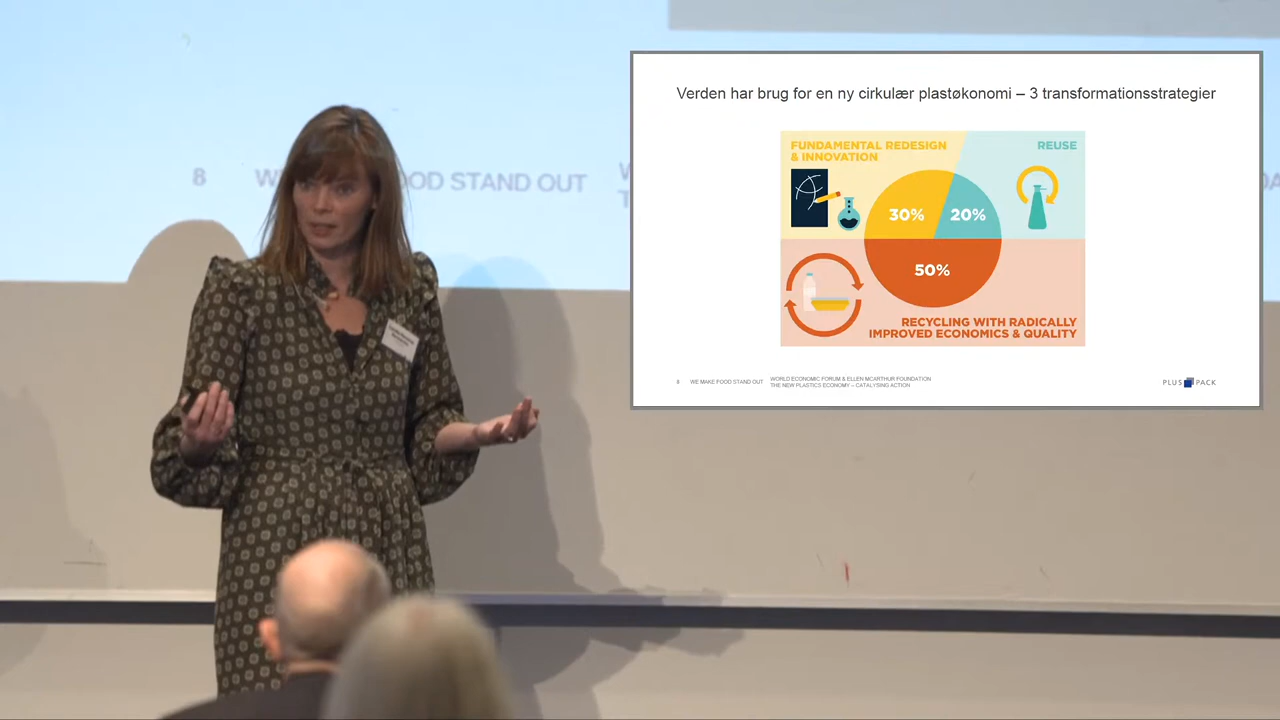 Verden har brug for en ny cirkulær plastøkonomi – 3 transformationsstrategier
FUNDAMENTAL REDESIGN
& INNOVATION
REUSE
30%
20%
50%
RECYCLING WITH RADICALLY
IMPROVED ECONOMICS & QUALITY
8 WE MAKE FOOD STAND OUT
WORLD ECONOMIC FORUM & ELLEN MCARTHUR FOUNDATION
THE NEW PLASTICS ECONOMY – CATALYSING ACTION
PLUS PACK
8 OOD STAND OUT